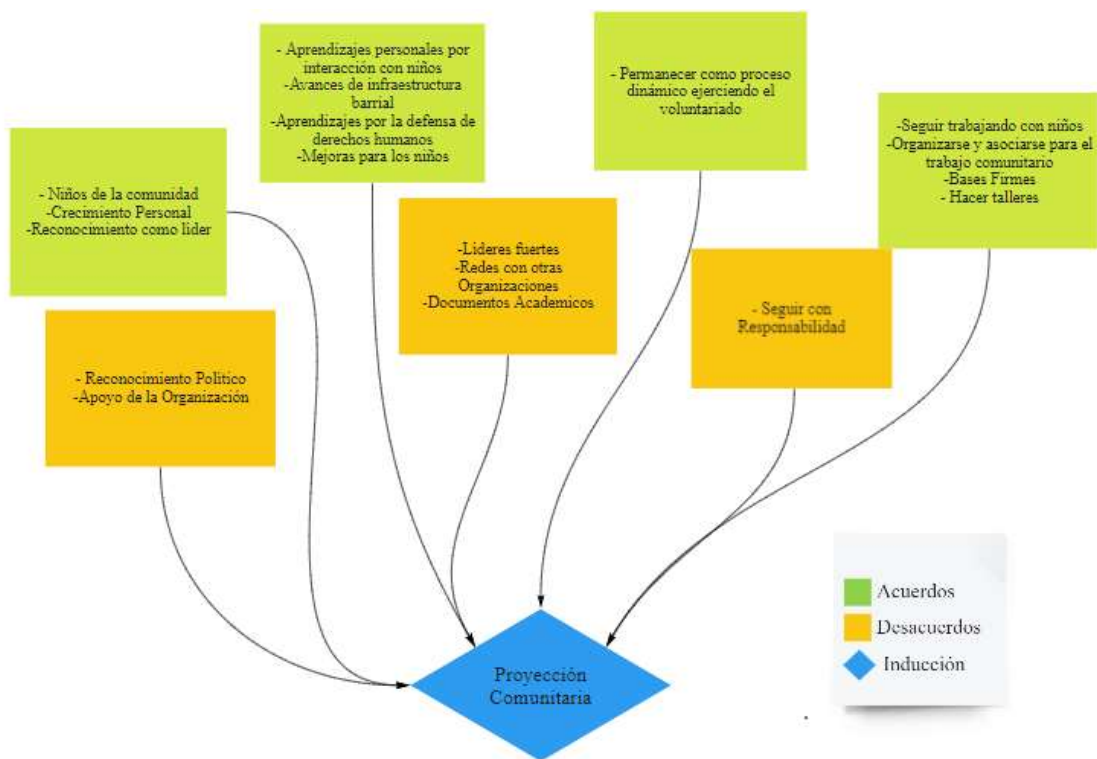 - Aprendizajes personales por
interacción con niños
-Avances de infraestructura
barrial
-Aprendizajes por la defensa de
derechos humanos
-Mejoras para los niños
- Permanecer como proceso
dinámico ejerciendo el
voluntariado
-Seguir trabajando con niños
-Organizarse y asociarse para el
trabajo comunitario
-Bases Firmes
- Hacer talleres
- Niños de la comunidad
-Crecimiento Personal
-Reconocimiento como líder
-Lideres fuertes
-Redes con otras
Organizaciones
-Documentos Academicos
- Seguir con
Responsabilidad
- Reconocimiento Politico
-Apoyo de la Organización
Proyección
Comunitaria
Acuerdos
Desacuerdos
Inducción